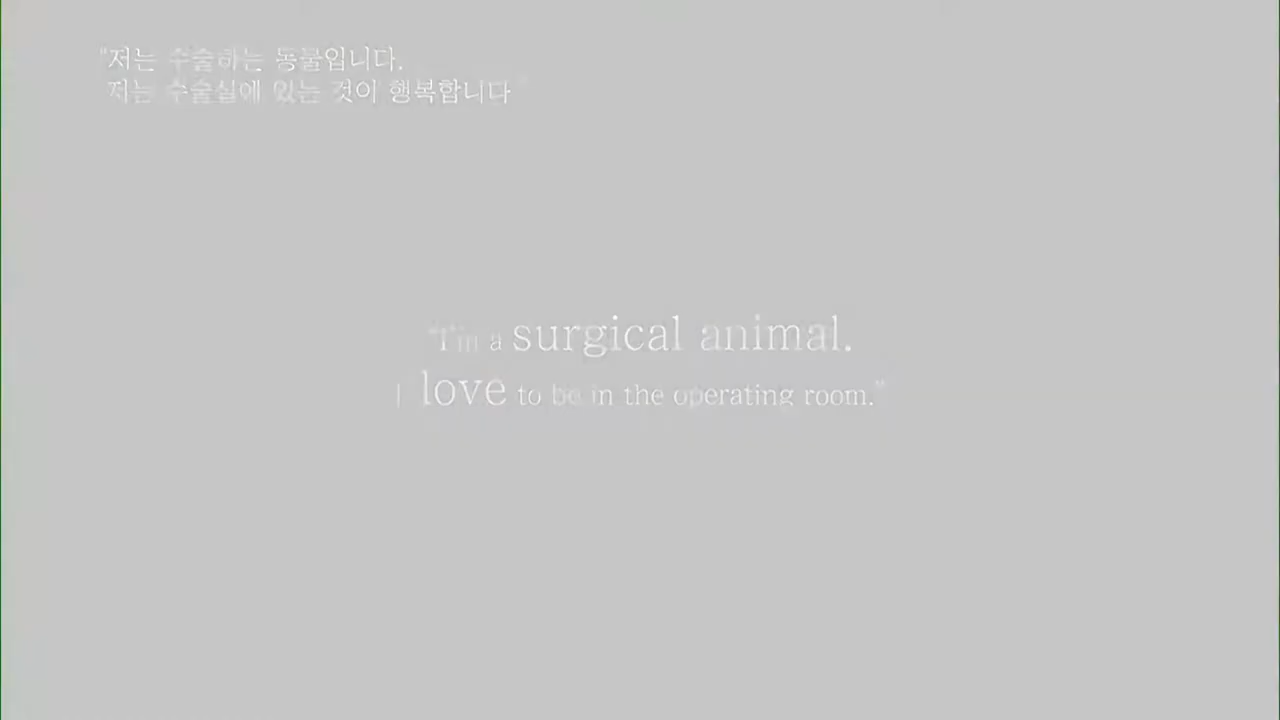 “저는 수술하는 동물입니다.
저는 수술실에 있는 것이 행복합니다”
“I'm a surgical animal.
I love to be in the operating room.”